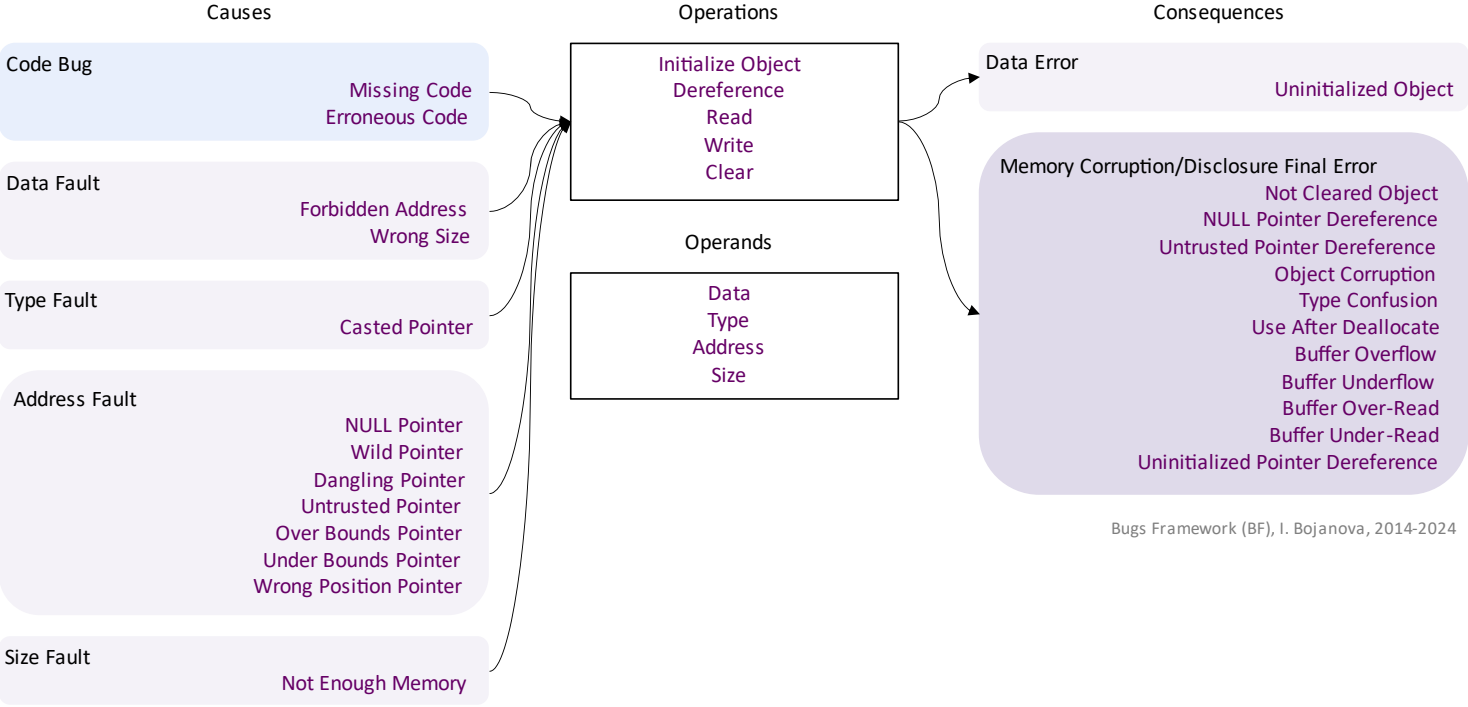 Causes
Code Bug
Missing Code
Erroneous Code
Data Fault
Forbidden Address
Wrong Size
Type Fault
Casted Pointer
Address Fault
NULL Pointer
Wild Pointer
Dangling Pointer
Untrusted Pointer
Over Bounds Pointer
Under Bounds Pointer
Wrong Position Pointer
Size Fault
Not Enough Memory
Operations
Initialize Object
Dereference
Read
Write
Clear
Operands
Data
Type
Address
Size
Consequences
Data Error
Uninitialized Object
Memory Corruption/Disclosure Final Error
Not Cleared Object
NULL Pointer Dereference
Untrusted Pointer Dereference
Object Corruption
Type Confusion
Use After Deallocate
Buffer Overflow
Buffer Underflow
Buffer Over-Read
Buffer Under-Read
Uninitialized Pointer Dereference
Bugs Framework (BF), I. Bojanova, 2014-2024